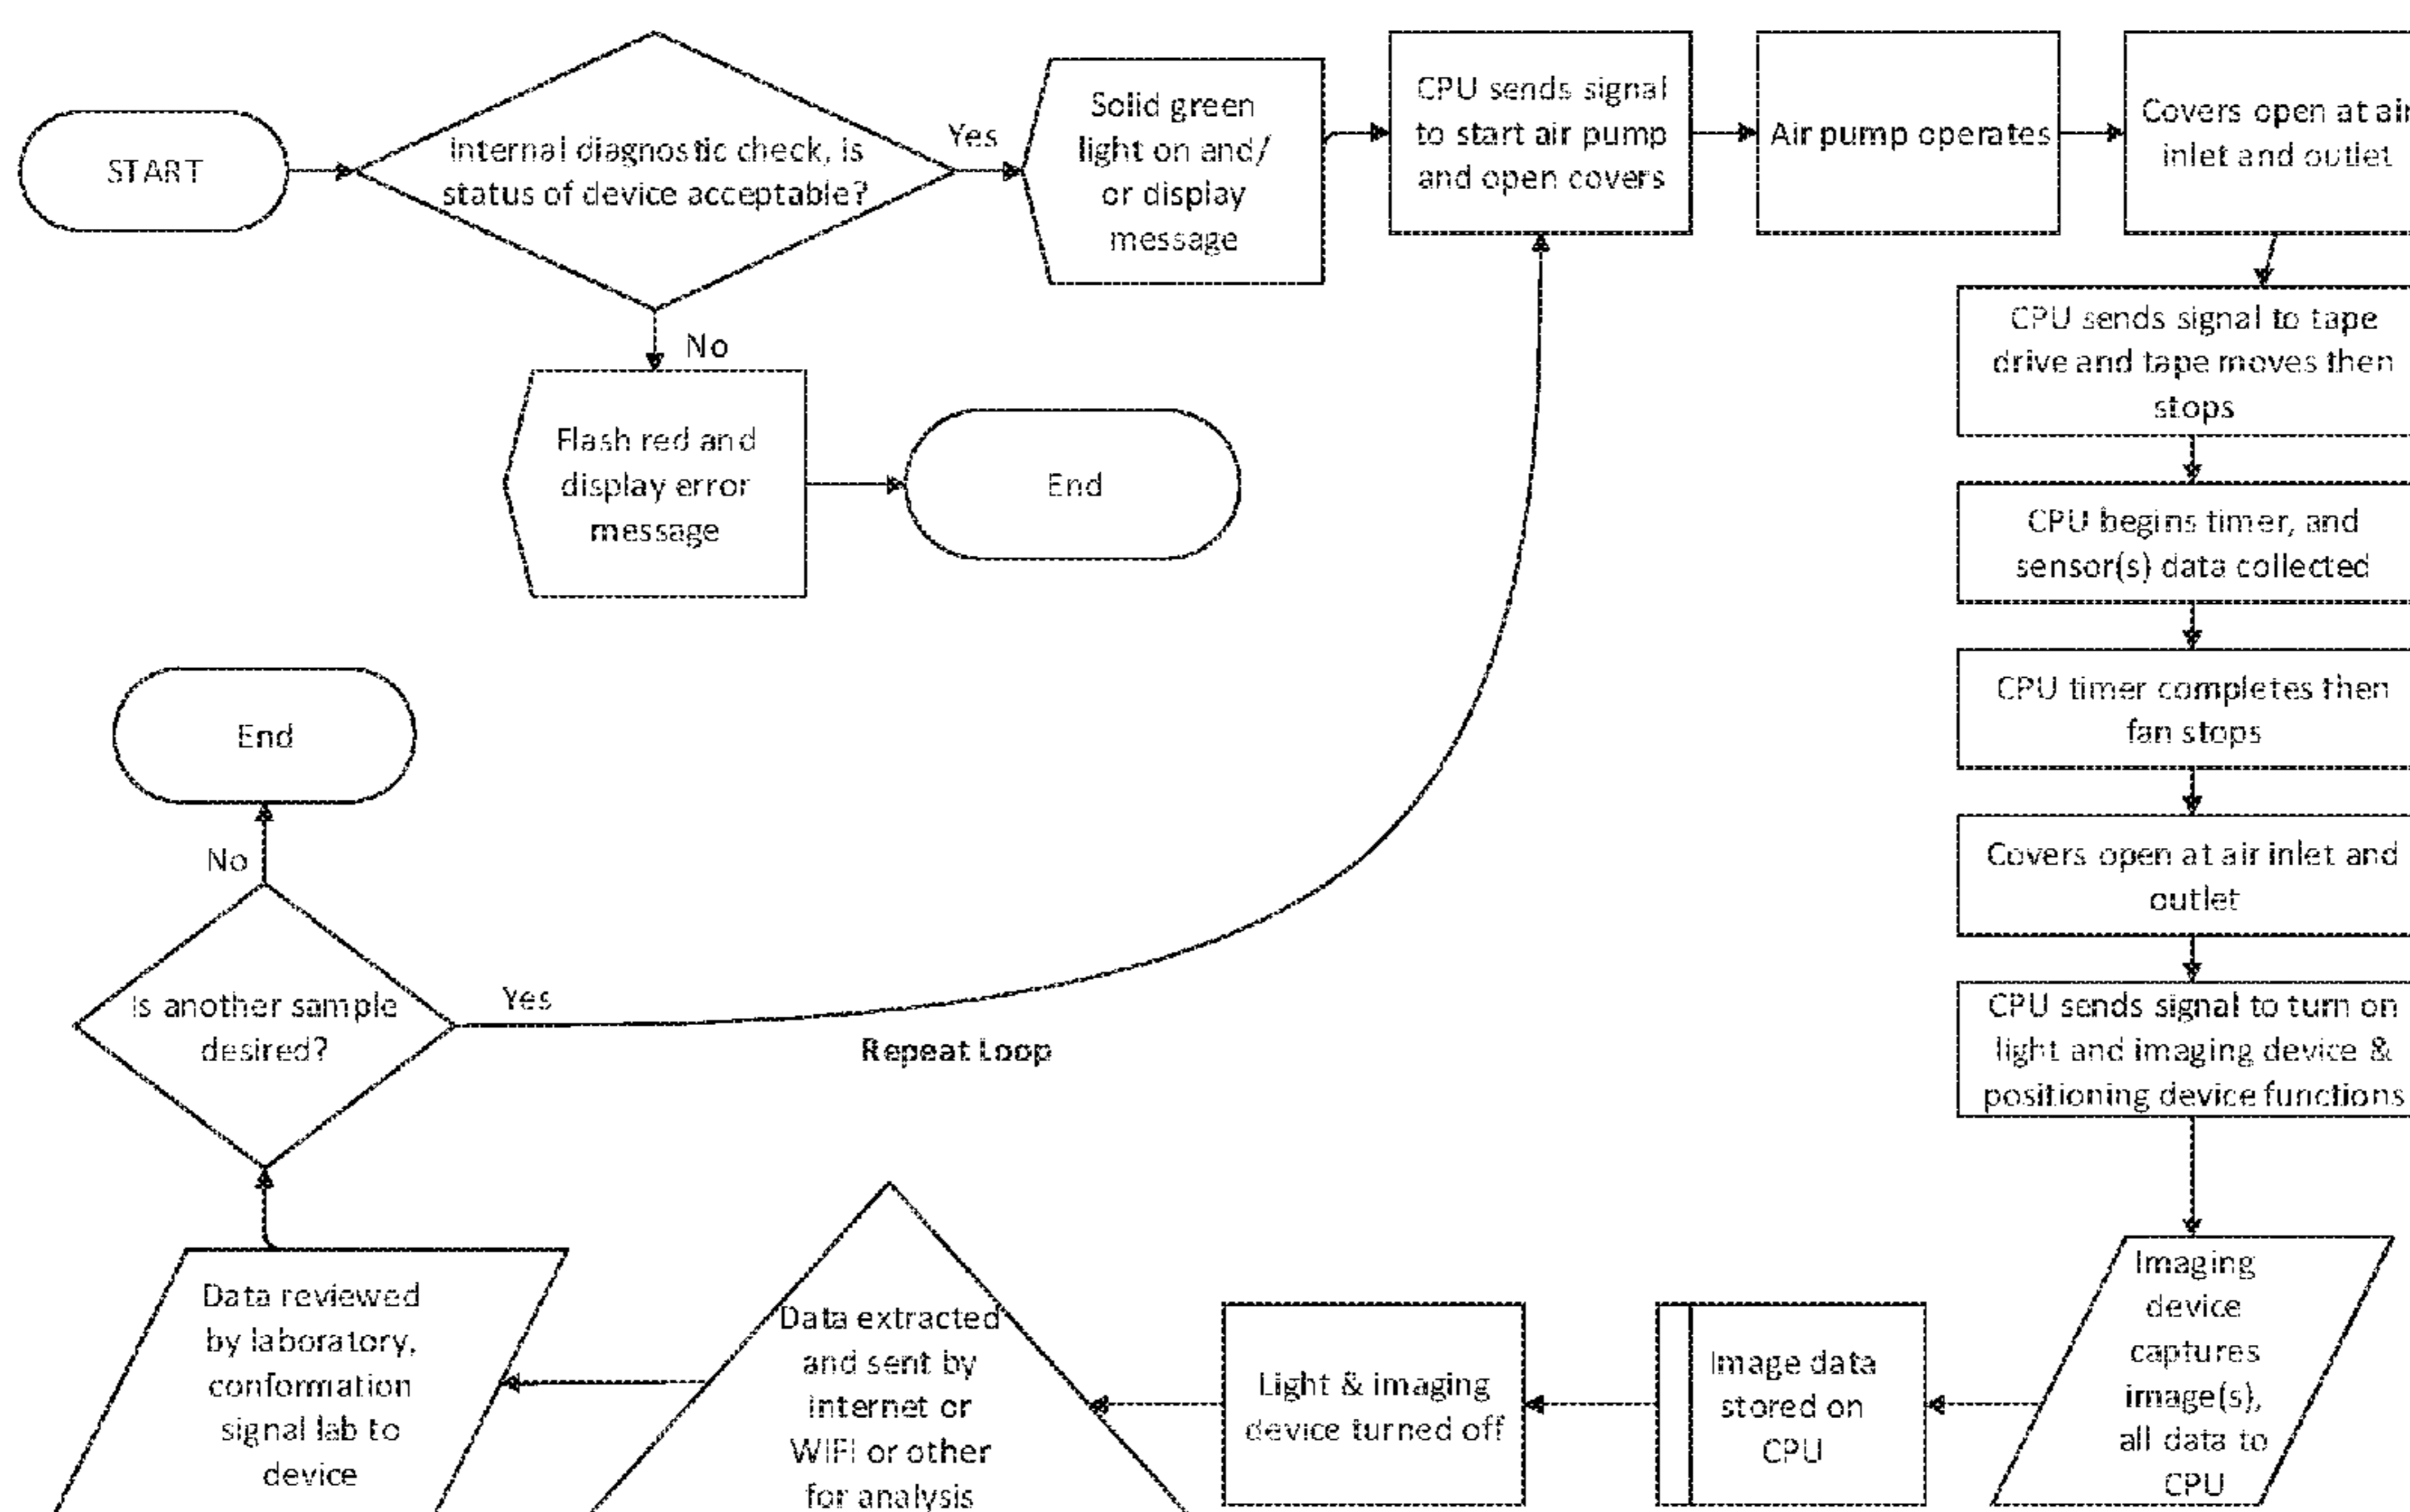 START
internal diagnostic check, is
status of device acceptable?
Yes
Solid green
light on and/
or display
message
CPU sends signal
to start air pump
and open covers
Air pump operates
Covers open at air
inlet and outlet
No
Flash red and
display error
message
End
CPU sends signal to tape
drive and tape moves then
stops
CPU begins timer, and
sensor(s) data collected
CPU timer completes then
fan stops
Covers open at air inlet and
outlet
CPU sends signal to turn on
light and imaging device &
positioning device functions
Imaging
device
captures
image(s),
all data to
CPU
Image data
stored on
CPU
Light & imaging
device turned off
Data extracted
and sent by
internet or
WIFI or other
for analysis
Data reviewed
by laboratory,
conformation
signal lab to
device
Is another sample
desired?
Yes
Repeat Loop
No
End